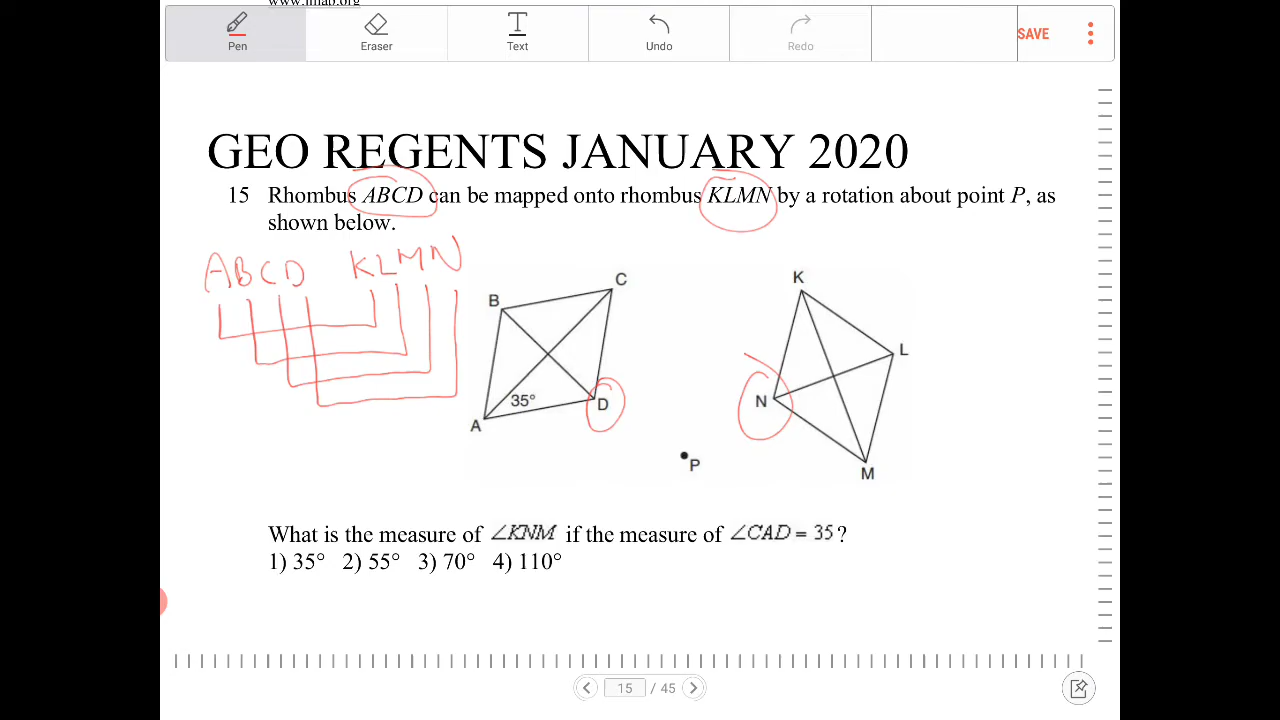 www.nnab.org
Pen
Eraser
Text
Undo
Redo
SAVE
GEO REGENTS JANUARY 2020
15 Rhombus ABCD can be mapped onto rhombus KLMN by a rotation about point P, as
shown below.
ABCD KLMN
B
C
35°
A
D
K
L
N
M
P
What is the measure of ∠KNM if the measure of ∠CAD = 35?
1) 35° 2) 55° 3) 70° 4) 110°
15 / 45